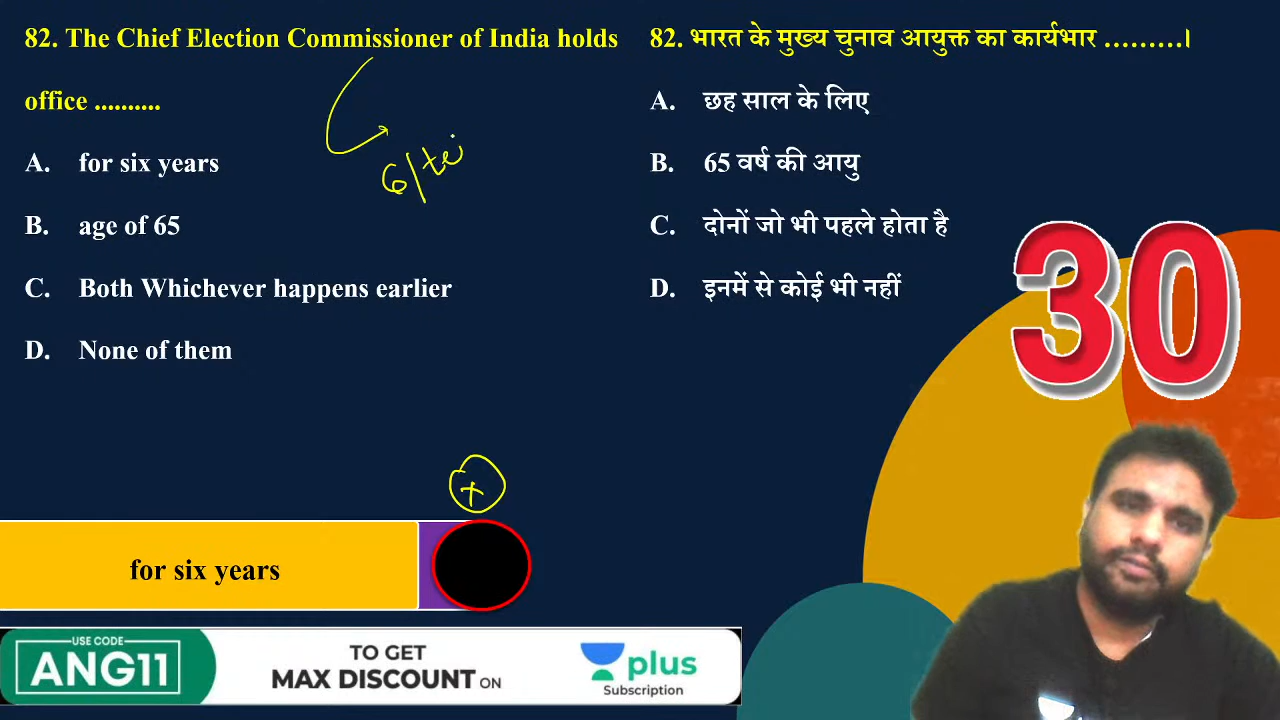 82. The Chief Election Commissioner of India holds
office ..........
A. for six years
B. age of 65
C. Both Whichever happens earlier
D. None of them
82. भारत के मुख्य चुनाव आयुक्त का कार्यभार .........।
A. छह साल के लिए
B. 65 वर्ष की आयु
C. दोनों जो भी पहले होता है
D. इनमें से कोई भी नहीं
30
6/
+
for six years
USE CODE
ANG11
TO GET
MAX DISCOUNT ON
plus
Subscription